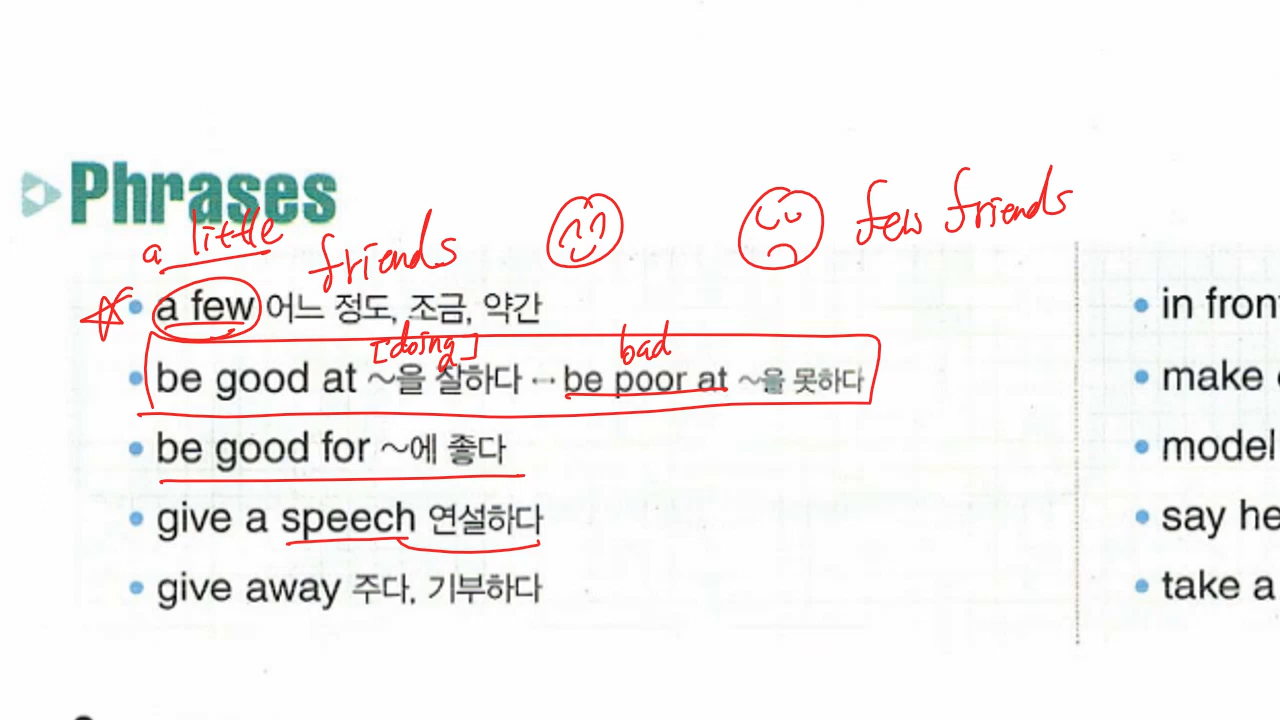 Phrases
a little friends few friends
a few 어느 정도, 조금, 약간
[doing] bad
be good at ~을 잘하다 ↔ be poor at ~을 못하다
be good for ~에 좋다
give a speech 연설하다
give away 주다, 기부하다
in fron
make
model
say he
take a